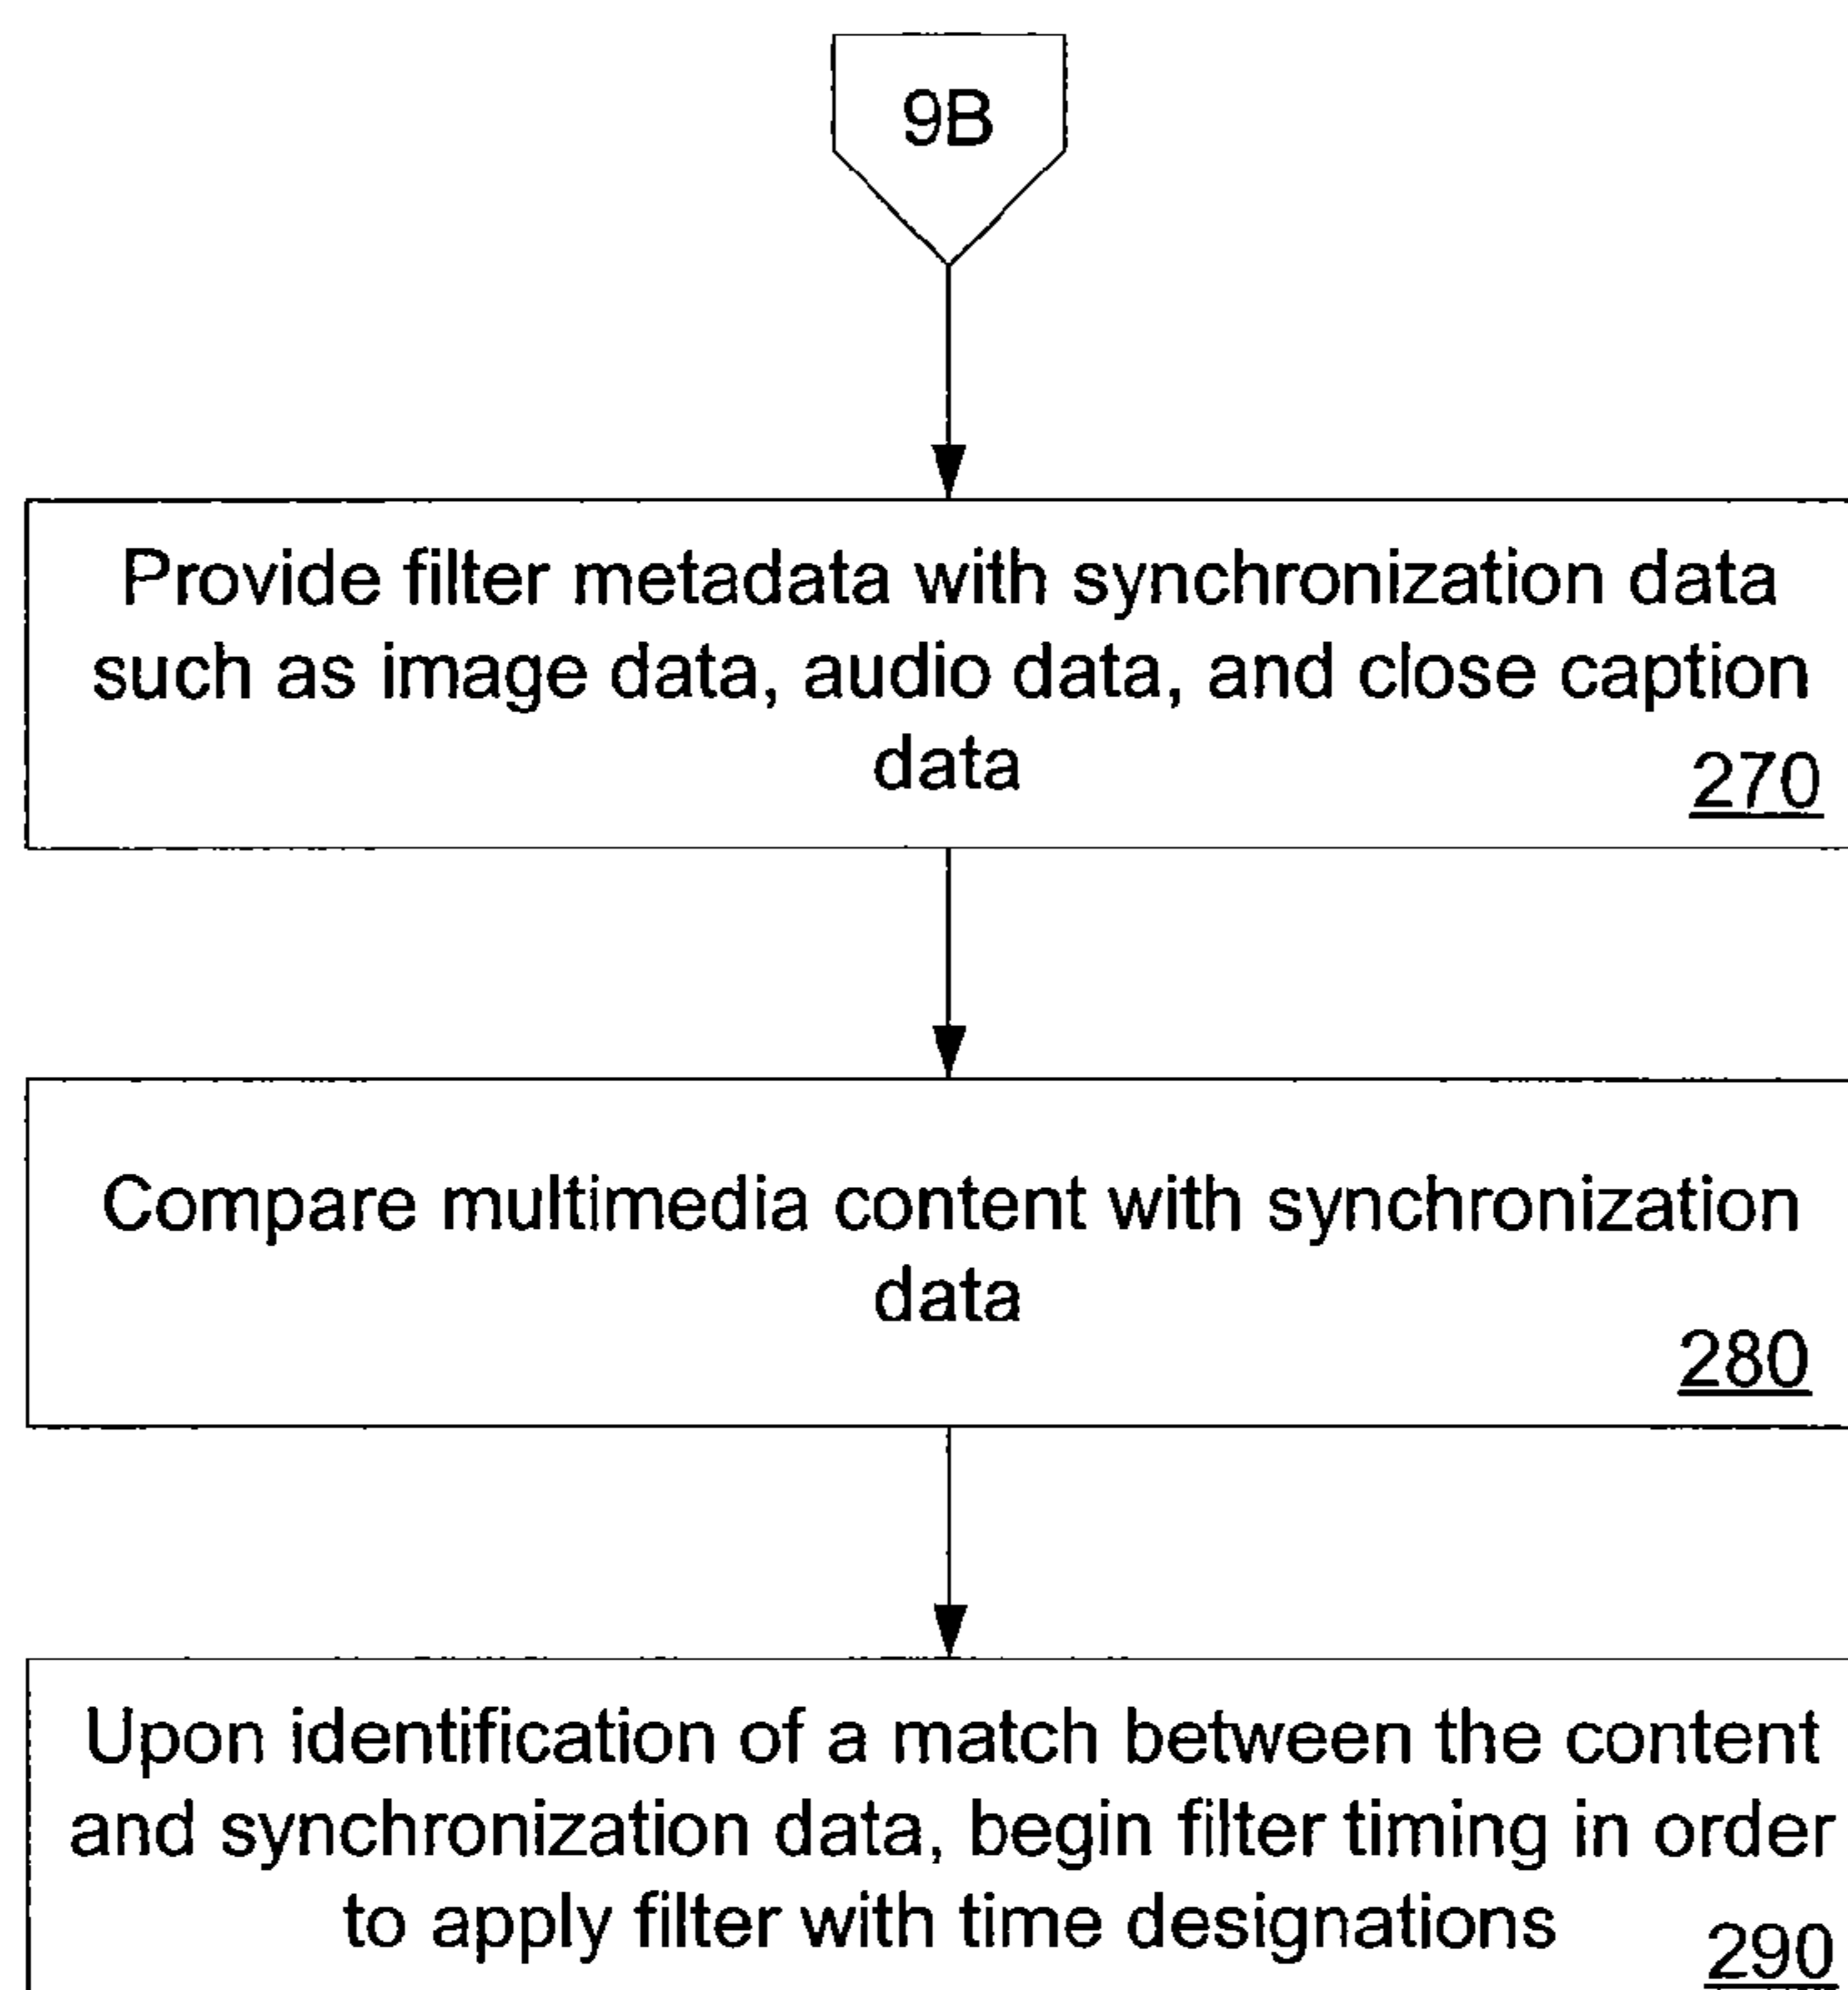 9B
Provide filter metadata with synchronization data
such as image data, audio data, and close caption
data
270
Compare multimedia content with synchronization
data
280
Upon identification of a match between the content
and synchronization data, begin filter timing in order
to apply filter with time designations
290